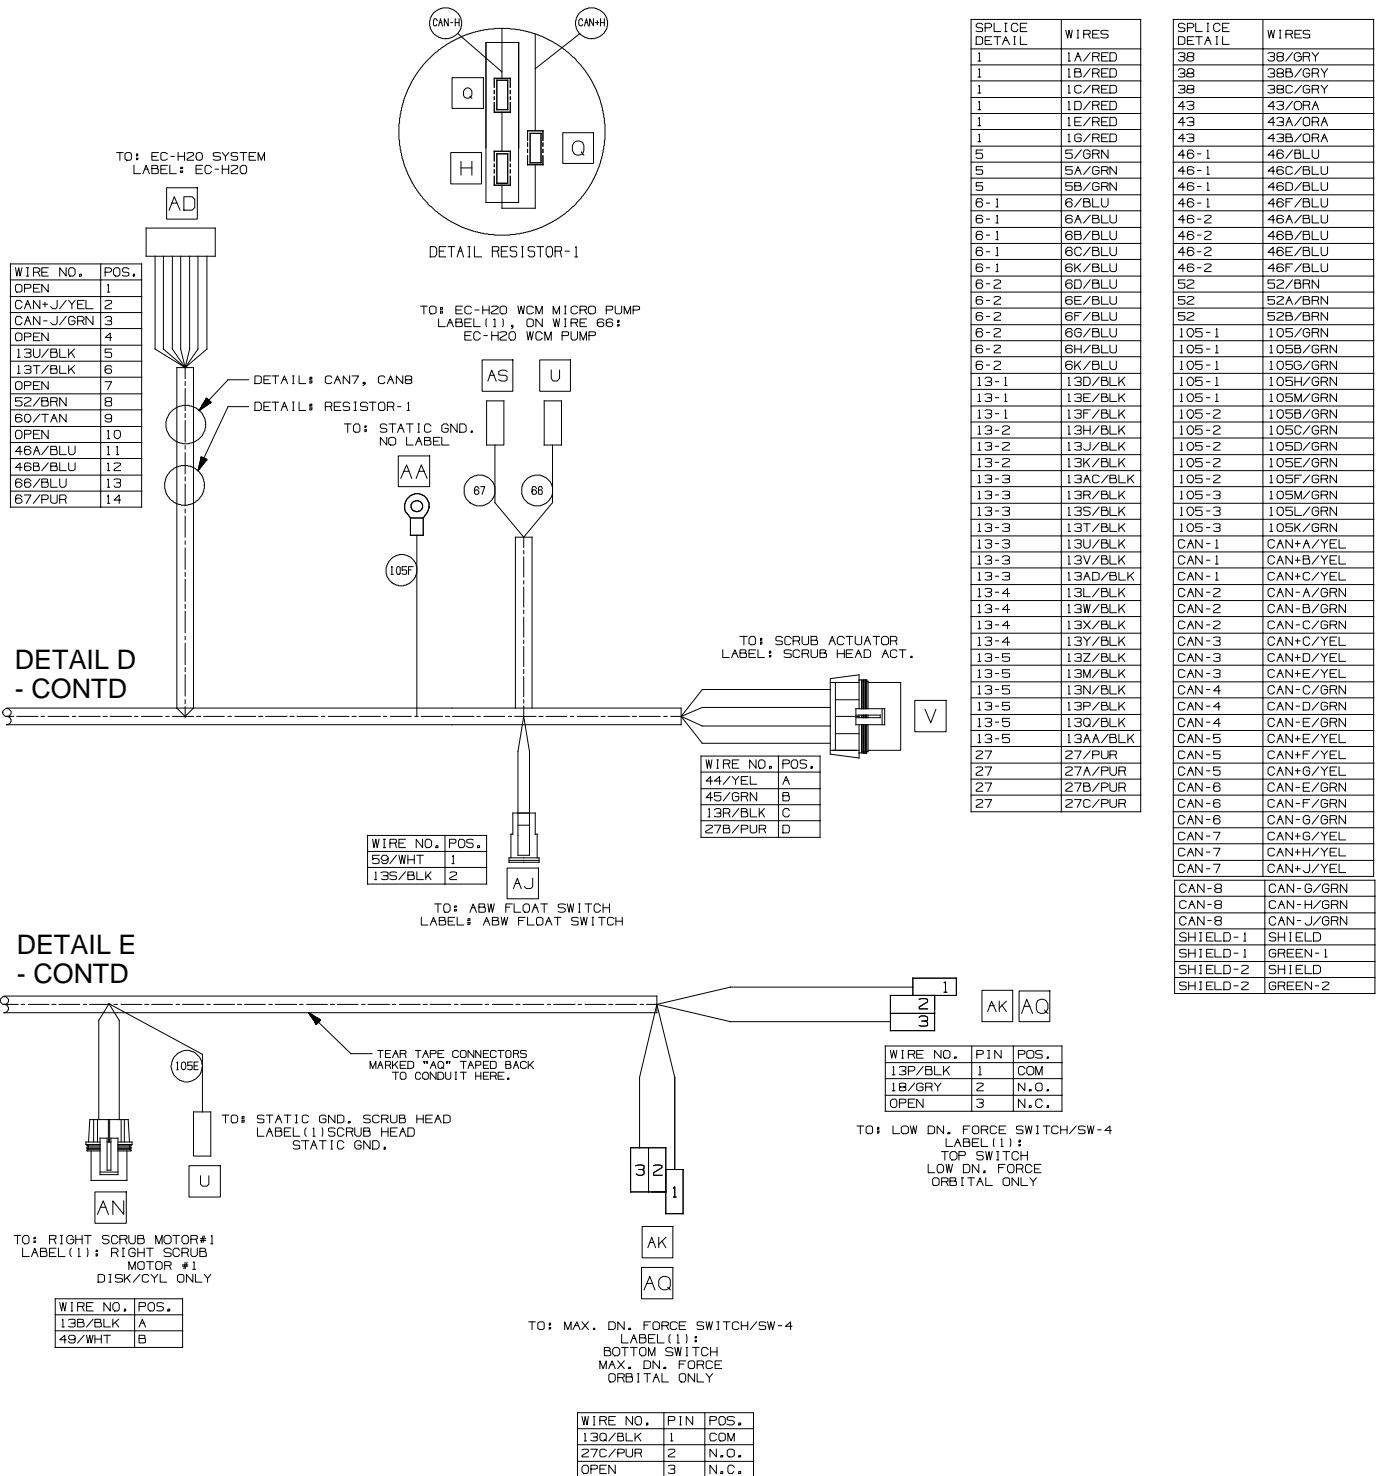 CAN-H
CAN+H
Q
H
Q
DETAIL RESISTOR-1
TO: EC-H20 SYSTEM
LABEL: EC-H20
AD
WIRE NO. POS.
OPEN 1
CAN+J/YEL 2
CAN-J/GRN 3
OPEN 4
13U/BLK 5
13T/BLK 6
OPEN 7
52/BRN 8
60/TAN 9
OPEN 10
46A/BLU 11
46B/BLU 12
66/BLU 13
67/PUR 14
DETAIL: CAN7, CAN8
DETAIL: RESISTOR-1
TO: STATIC GND.
NO LABEL
AA
105F
TO: EC-H20 WCM MICRO PUMP
LABEL(1), ON WIRE 66:
EC-H20 WCM PUMP
AS
U
67
66
DETAIL D
- CONTD
TO: SCRUB ACTUATOR
LABEL: SCRUB HEAD ACT.
V
WIRE NO. POS.
44/YEL A
45/GRN B
13R/BLK C
27B/PUR D
WIRE NO. POS.
59/WHT 1
13S/BLK 2
AJ
TO: ABW FLOAT SWITCH
LABEL: ABW FLOAT SWITCH
SPLICE DETAIL WIRES
1 1A/RED
1 1B/RED
1 1C/RED
1 1D/RED
1 1E/RED
1 1G/RED
5 5/GRN
5 5A/GRN
5 5B/GRN
6-1 6/BLU
6-1 6A/BLU
6-1 6B/BLU
6-1 6C/BLU
6-1 6K/BLU
6-2 6D/BLU
6-2 6E/BLU
6-2 6F/BLU
6-2 6G/BLU
6-2 6H/BLU
6-2 6K/BLU
13-1 13D/BLK
13-1 13E/BLK
13-1 13F/BLK
13-2 13H/BLK
13-2 13J/BLK
13-2 13K/BLK
13-3 13AC/BLK
13-3 13R/BLK
13-3 13S/BLK
13-3 13T/BLK
13-3 13U/BLK
13-3 13V/BLK
13-3 13AD/BLK
13-4 13L/BLK
13-4 13W/BLK
13-4 13X/BLK
13-4 13Y/BLK
13-5 13Z/BLK
13-5 13M/BLK
13-5 13N/BLK
13-5 13P/BLK
13-5 13Q/BLK
13-5 13AA/BLK
27 27/PUR
27 27A/PUR
27 27B/PUR
27 27C/PUR
SPLICE DETAIL WIRES
38 38/GRY
38 38B/GRY
38 38C/GRY
43 43/ORA
43 43A/ORA
43 43B/ORA
46-1 46/BLU
46-1 46C/BLU
46-1 46D/BLU
46-1 46F/BLU
46-2 46A/BLU
46-2 46B/BLU
46-2 46E/BLU
46-2 46F/BLU
52 52/BRN
52 52A/BRN
52 52B/BRN
105-1 105/GRN
105-1 105B/GRN
105-1 105G/GRN
105-1 105H/GRN
105-1 105M/GRN
105-2 105B/GRN
105-2 105C/GRN
105-2 105D/GRN
105-2 105E/GRN
105-2 105F/GRN
105-3 105M/GRN
105-3 105L/GRN
105-3 105K/GRN
CAN-1 CAN+A/YEL
CAN-1 CAN+B/YEL
CAN-1 CAN+C/YEL
CAN-2 CAN-A/GRN
CAN-2 CAN-B/GRN
CAN-2 CAN-C/GRN
CAN-3 CAN+C/YEL
CAN-3 CAN+D/YEL
CAN-3 CAN+E/YEL
CAN-4 CAN-C/GRN
CAN-4 CAN-D/GRN
CAN-4 CAN-E/GRN
CAN-5 CAN+E/YEL
CAN-5 CAN+F/YEL
CAN-5 CAN+G/YEL
CAN-6 CAN-E/GRN
CAN-6 CAN-F/GRN
CAN-6 CAN-G/GRN
CAN-7 CAN+G/YEL
CAN-7 CAN+H/YEL
CAN-7 CAN+J/YEL
CAN-8 CAN-G/GRN
CAN-8 CAN-H/GRN
CAN-8 CAN-J/GRN
SHIELD-1 SHIELD
SHIELD-1 GREEN-1
SHIELD-2 SHIELD
SHIELD-2 GREEN-2
DETAIL E
- CONTD
105E
TEAR TAPE CONNECTORS
MARKED "AQ" TAPED BACK
TO CONDUIT HERE.
TO: STATIC GND. SCRUB HEAD
LABEL(1)SCRUB HEAD
STATIC GND.
U
AN
TO: RIGHT SCRUB MOTOR#1
LABEL(1): RIGHT SCRUB
MOTOR #1
DISK/CYL ONLY
WIRE NO. POS.
13B/BLK A
49/WHT B
1
2
3
AK AQ
WIRE NO. PIN POS.
13P/BLK 1 COM
18/GRY 2 N.O.
OPEN 3 N.C.
TO: LOW DN. FORCE SWITCH/SW-4
LABEL(1):
TOP SWITCH
LOW DN. FORCE
ORBITAL ONLY
3 2
1
AK
AQ
TO: MAX. DN. FORCE SWITCH/SW-4
LABEL(1):
BOTTOM SWITCH
MAX. DN. FORCE
ORBITAL ONLY
WIRE NO. PIN POS.
13Q/BLK 1 COM
27C/PUR 2 N.O.
OPEN 3 N.C.